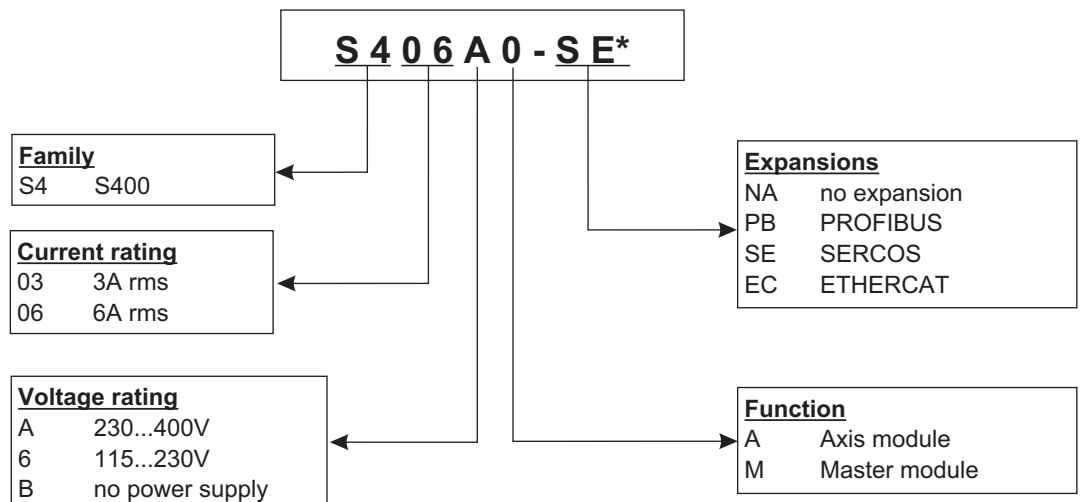 S406A0-SE*
Family
S4 S400
Current rating
03 3A rms
06 6A rms
Voltage rating
A 230...400V
6 115...230V
B no power supply
Expansions
NA no expansion
PB PROFIBUS
SE SERCOS
EC ETHERCAT
Function
A Axis module
M Master module